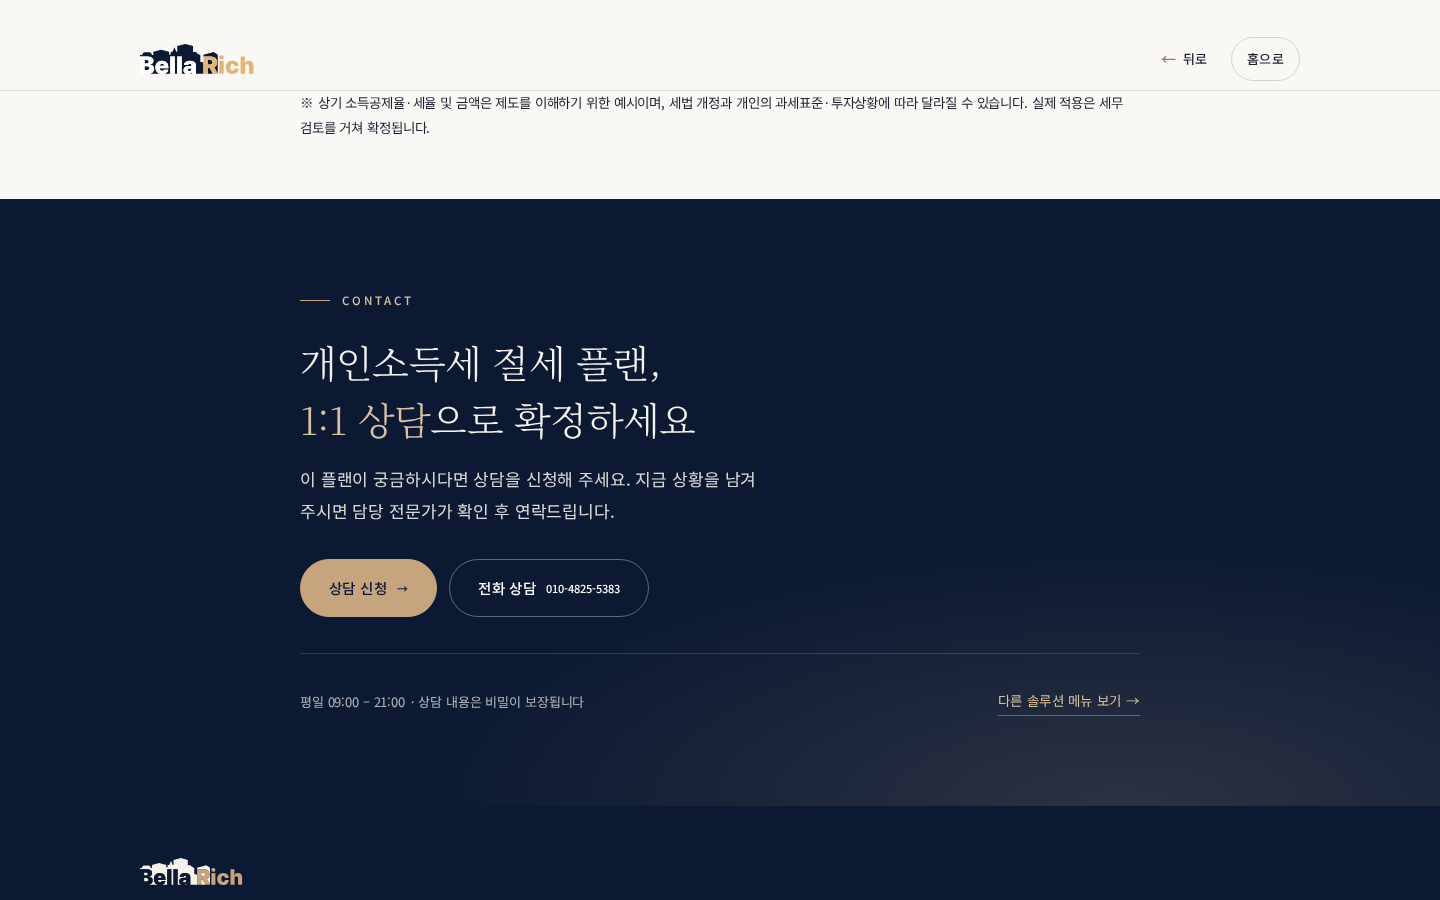 Bella Rich
← 뒤로
홈으로
※ 상기 소득공제율·세율 및 금액은 제도를 이해하기 위한 예시이며, 세법 개정과 개인의 과세표준·투자상황에 따라 달라질 수 있습니다. 실제 적용은 세무
검토를 거쳐 확정됩니다.
CONTACT
개인소득세 절세 플랜,
1:1 상담으로 확정하세요
이 플랜이 궁금하시다면 상담을 신청해 주세요. 지금 상황을 남겨
주시면 담당 전문가가 확인 후 연락드립니다.
상담 신청 →
전화 상담 010-4825-5383
평일 09:00 – 21:00 · 상담 내용은 비밀이 보장됩니다
다른 솔루션 메뉴 보기 →
Bella Rich